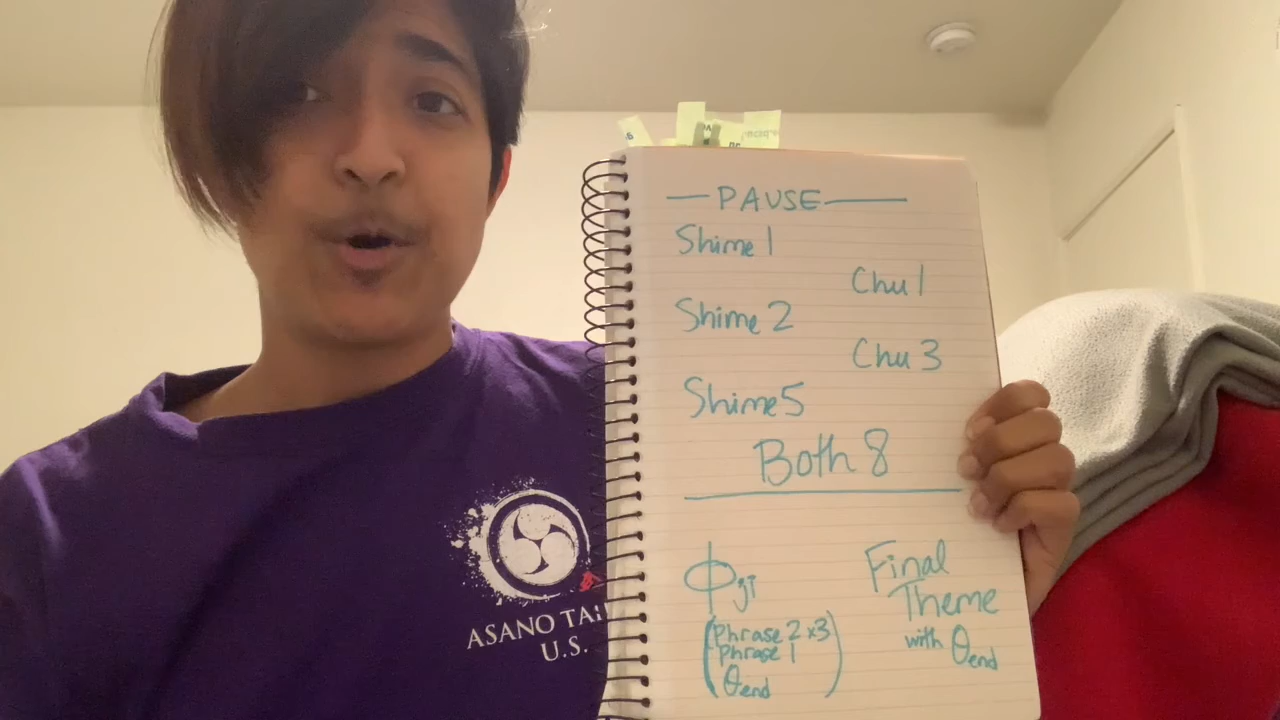 — PAUSE —
Shime 1
Chu 1
Shime 2
Chu 3
Shime 5
Both 8
Φji
(phrase 2 x3
phrase 1
θend)
Final
Theme
with θend
ASANO
U.S.